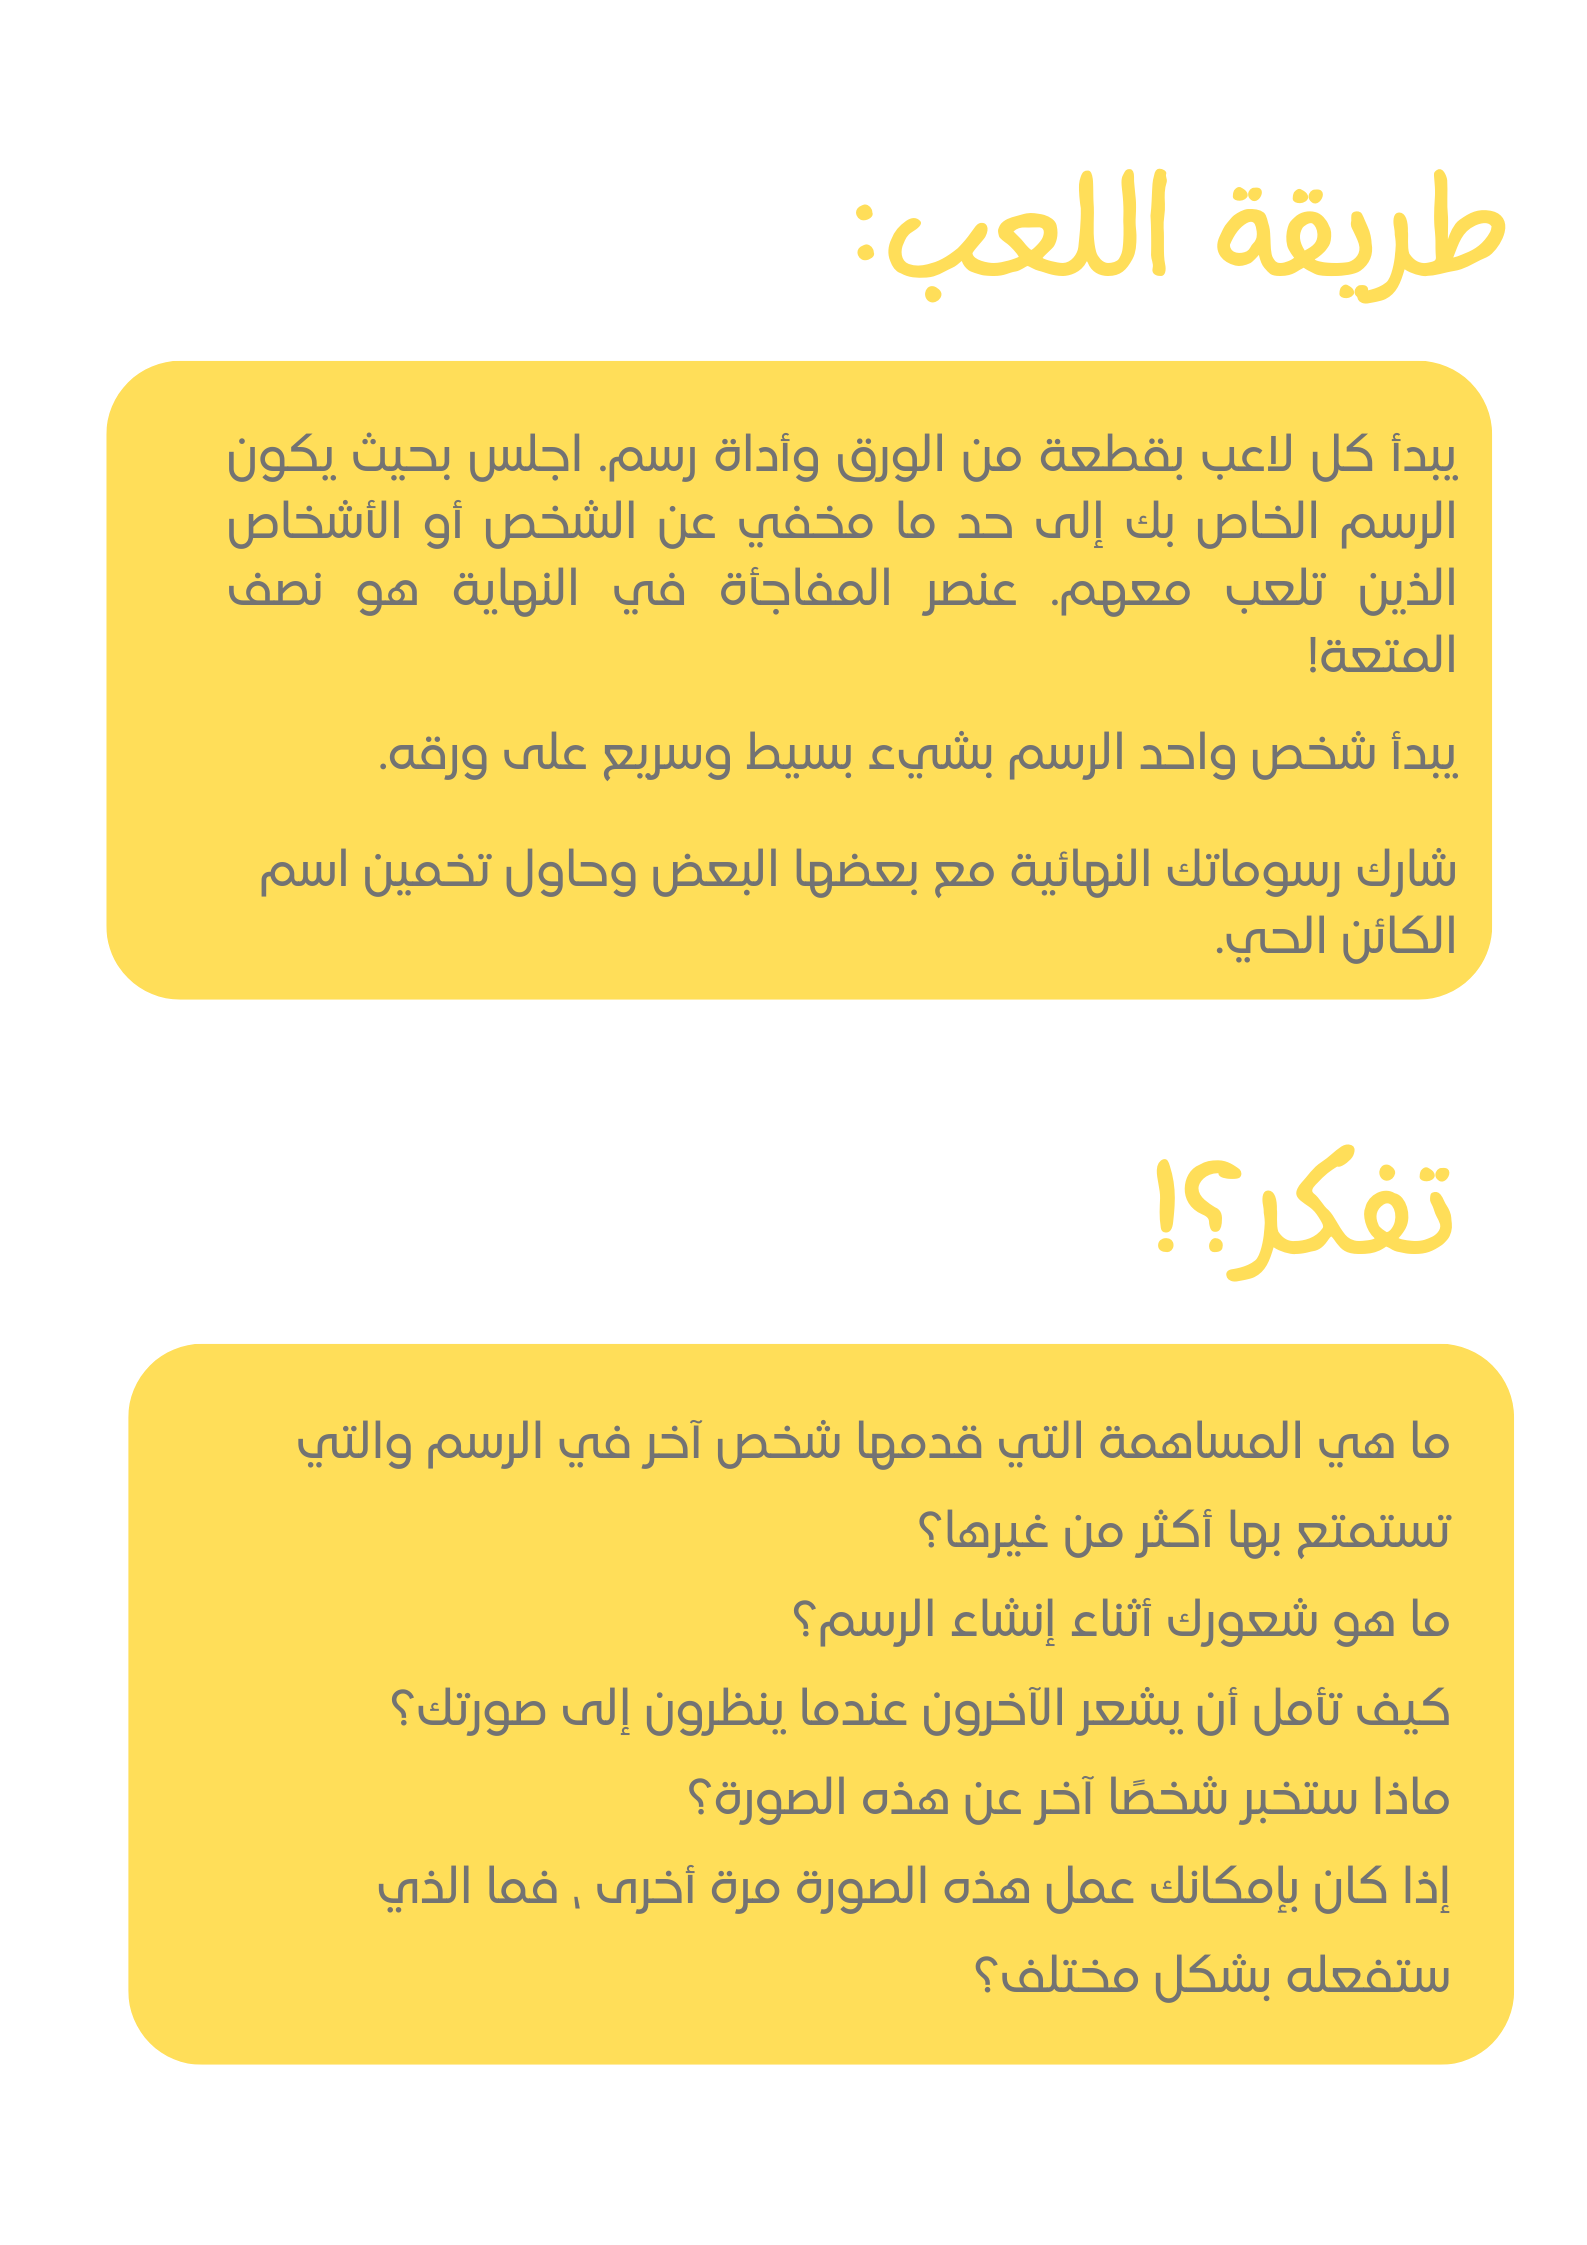 طريقة اللعب:
يبدأ كل لاعب بقطعة من الورق وأداة رسم. اجلس بحيث يكون
الرسم الخاص بك إلى حد ما مخفي عن الشخص أو الأشخاص
الذين تلعب معهم. عنصر المفاجأة في النهاية هو نصف
المتعة!
يبدأ شخص واحد الرسم بشيء بسيط وسريع على ورقه.
شارك رسوماتك النهائية مع بعضها البعض وحاول تخمين اسم
الكائن الحي.
تفكر؟!
ما هي المساهمة التي قدمها شخص آخر في الرسم والتي
تستمتع بها أكثر من غيرها؟
ما هو شعورك أثناء إنشاء الرسم؟
كيف تأمل أن يشعر الآخرون عندما ينظرون إلى صورتك؟
ماذا ستخبر شخصًا آخر عن هذه الصورة؟
إذا كان بإمكانك عمل هذه الصورة مرة أخرى ، فما الذي
ستفعله بشكل مختلف؟